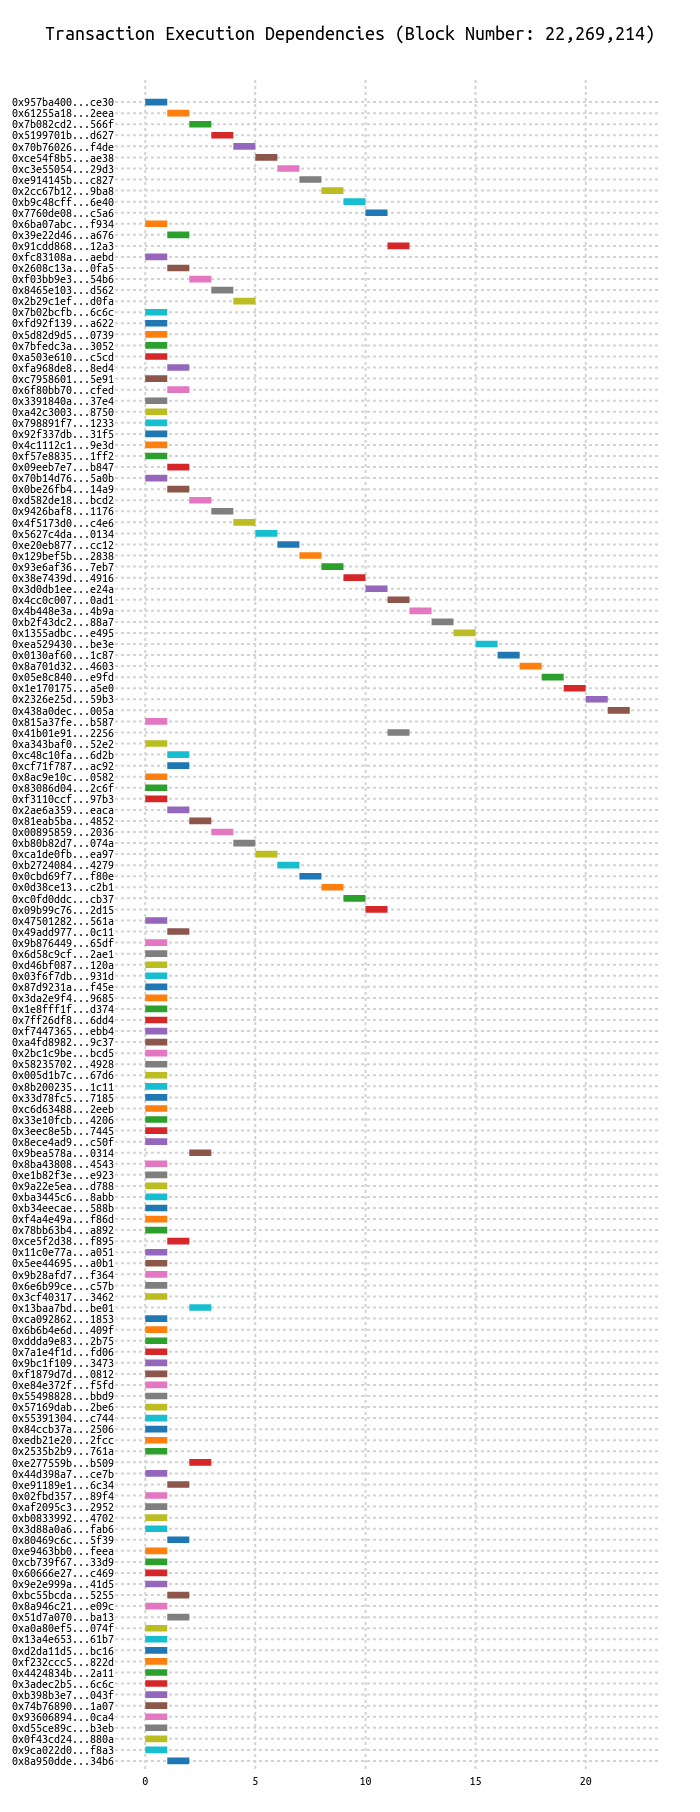 Transaction Execution Dependencies (Block Number: 22,269,214)
0x957ba400...ce30
0x61255a18...2eea
0x7b082cd2...566f
0x5199701b...d627
0x70b76026...f4de
0xce54f8b5...ae38
0xc3e55054...29d3
0xe914145b...c827
0x2cc67b12...9ba8
0xb9c48cff...6e40
0x7760de08...c5a6
0x6ba07abc...f934
0x39e22d46...a676
0x91cdd868...12a3
0xfc83108a...aebd
0x2608c13a...0fa5
0xf03bb9e3...54b6
0x8465e103...d562
0x2b29c1ef...d0fa
0x7b02bcfb...6c6c
0xfd92f139...a622
0x5d82d9d5...0739
0x7bfedc3a...3052
0xa503e610...c5cd
0xfa968de8...8ed4
0xc7958601...5e91
0x6f80bb70...cfed
0x3391840a...37e4
0xa42c3003...8750
0x798891f7...1233
0x92f337db...31f5
0x4c1112c1...9e3d
0xf57e8835...1ff2
0x09eeb7e7...b847
0x70b14d76...5a0b
0x0be26fb4...14a9
0xd582de18...bcd2
0x9426baf8...1176
0x4f5173d0...c4e6
0x5627c4da...0134
0xe20eb877...cc12
0x129bef5b...2838
0x93e6af36...7eb7
0x38e7439d...4916
0x3d0db1ee...e24a
0x4cc0c007...0ad1
0x4b448e3a...4b9a
0xb2f43dc2...88a7
0x1355adbc...e495
0xea529430...be3e
0x0130af60...1c87
0x8a701d32...4603
0x05e8c840...e9fd
0x1e170175...a5e0
0x2326e25d...59b3
0x438a0dec...005a
0x815a37fe...b587
0x41b01e91...2256
0xa343baf0...52e2
0xc48c10fa...6d2b
0xcf71f787...ac92
0x8ac9e10c...0582
0x83086d04...2c6f
0xf3110ccf...97b3
0x2ae6a359...eaca
0x81eab5ba...4852
0x00895859...2036
0xb80b82d7...074a
0xca1de0fb...ea97
0xb2724084...4279
0x0cbd69f7...f80e
0x0d38ce13...c2b1
0xc0fd0ddc...cb37
0x09b99c76...2d15
0x47501282...561a
0x49add977...0c11
0x9b876449...65df
0x6d58c9cf...2ae1
0xd46bf087...120a
0x03f6f7db...931d
0x87d9231a...f45e
0x3da2e9f4...9685
0x1e8fff1f...d374
0x7ff26df8...6dd4
0xf7447365...ebb4
0xa4fd8982...9c37
0x2bc1c9be...bcd5
0x58235702...4928
0x005d1b7c...67d6
0x8b200235...1c11
0x33d78fc5...7185
0xc6d63488...2eeb
0x33e10fcb...4206
0x3eec8e5b...7445
0x8ece4ad9...c50f
0x9bea578a...0314
0x8ba43808...4543
0xe1b82f3e...e923
0x9a22e5ea...d788
0xba3445c6...8abb
0xb34eecae...588b
0xf4a4e49a...f86d
0x78bb63b4...a892
0xce5f2d38...f895
0x11c0e77a...a051
0x5ee44695...a0b1
0x9b28afd7...f364
0x6e6b99ce...c57b
0x3cf40317...3462
0x13baa7bd...be01
0xca092862...1853
0x6b6b4e6d...409f
0xddda9e83...2b75
0x7a1e4f1d...fd06
0x9bc1f109...3473
0xf1879d7d...0812
0xe84e372f...f5fd
0x55498828...bbd9
0x57169dab...2be6
0x55391304...c744
0x84ccb37a...2506
0xedb21e20...2fcc
0x2535b2b9...761a
0xe277559b...b509
0x44d398a7...ce7b
0xe91189e1...6c34
0x02fbd357...89f4
0xaf2095c3...2952
0xb0833992...4702
0x3d88a0a6...fab6
0x80469c6c...5f39
0xe9463bb0...feea
0xcb739f67...33d9
0x60666e27...c469
0x9e2e999a...41d5
0xbc55bcda...5255
0x8a946c21...e09c
0x51d7a070...ba13
0xa0a80ef5...074f
0x13a4e653...61b7
0xd2da11d5...bc16
0xf232ccc5...822d
0x4424834b...2a11
0x3adec2b5...6c6c
0xb398b3e7...043f
0x74b76890...1a07
0x93606894...0ca4
0xd55ce89c...b3eb
0x0f43cd24...880a
0x9ca022d0...f8a3
0x8a950dde...34b6
0 5 10 15 20